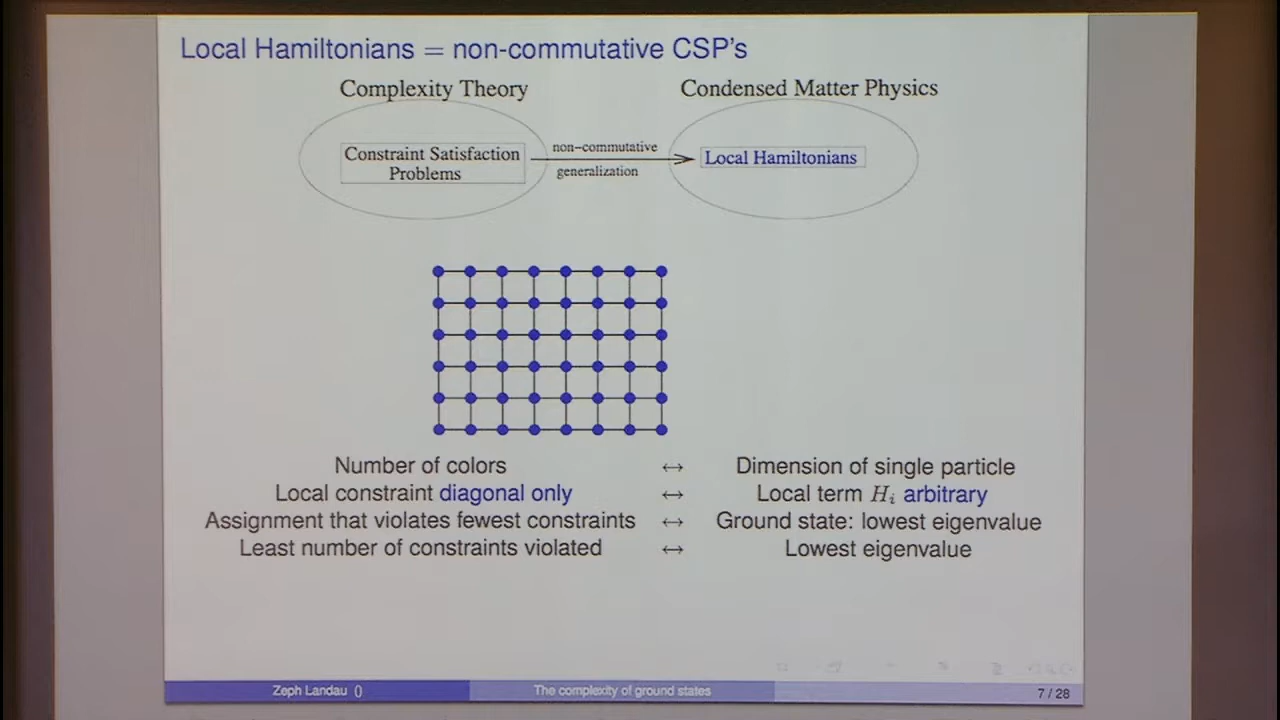 Local Hamiltonians = non-commutative CSP's
Complexity Theory
Condensed Matter Physics
Constraint Satisfaction
Problems
non-commutative
generalization
Local Hamiltonians
Number of colors ↔ Dimension of single particle
Local constraint diagonal only ↔ Local term Hᵢ arbitrary
Assignment that violates fewest constraints ↔ Ground state: lowest eigenvalue
Least number of constraints violated ↔ Lowest eigenvalue
Zeph Landau () The complexity of ground states 7 / 28